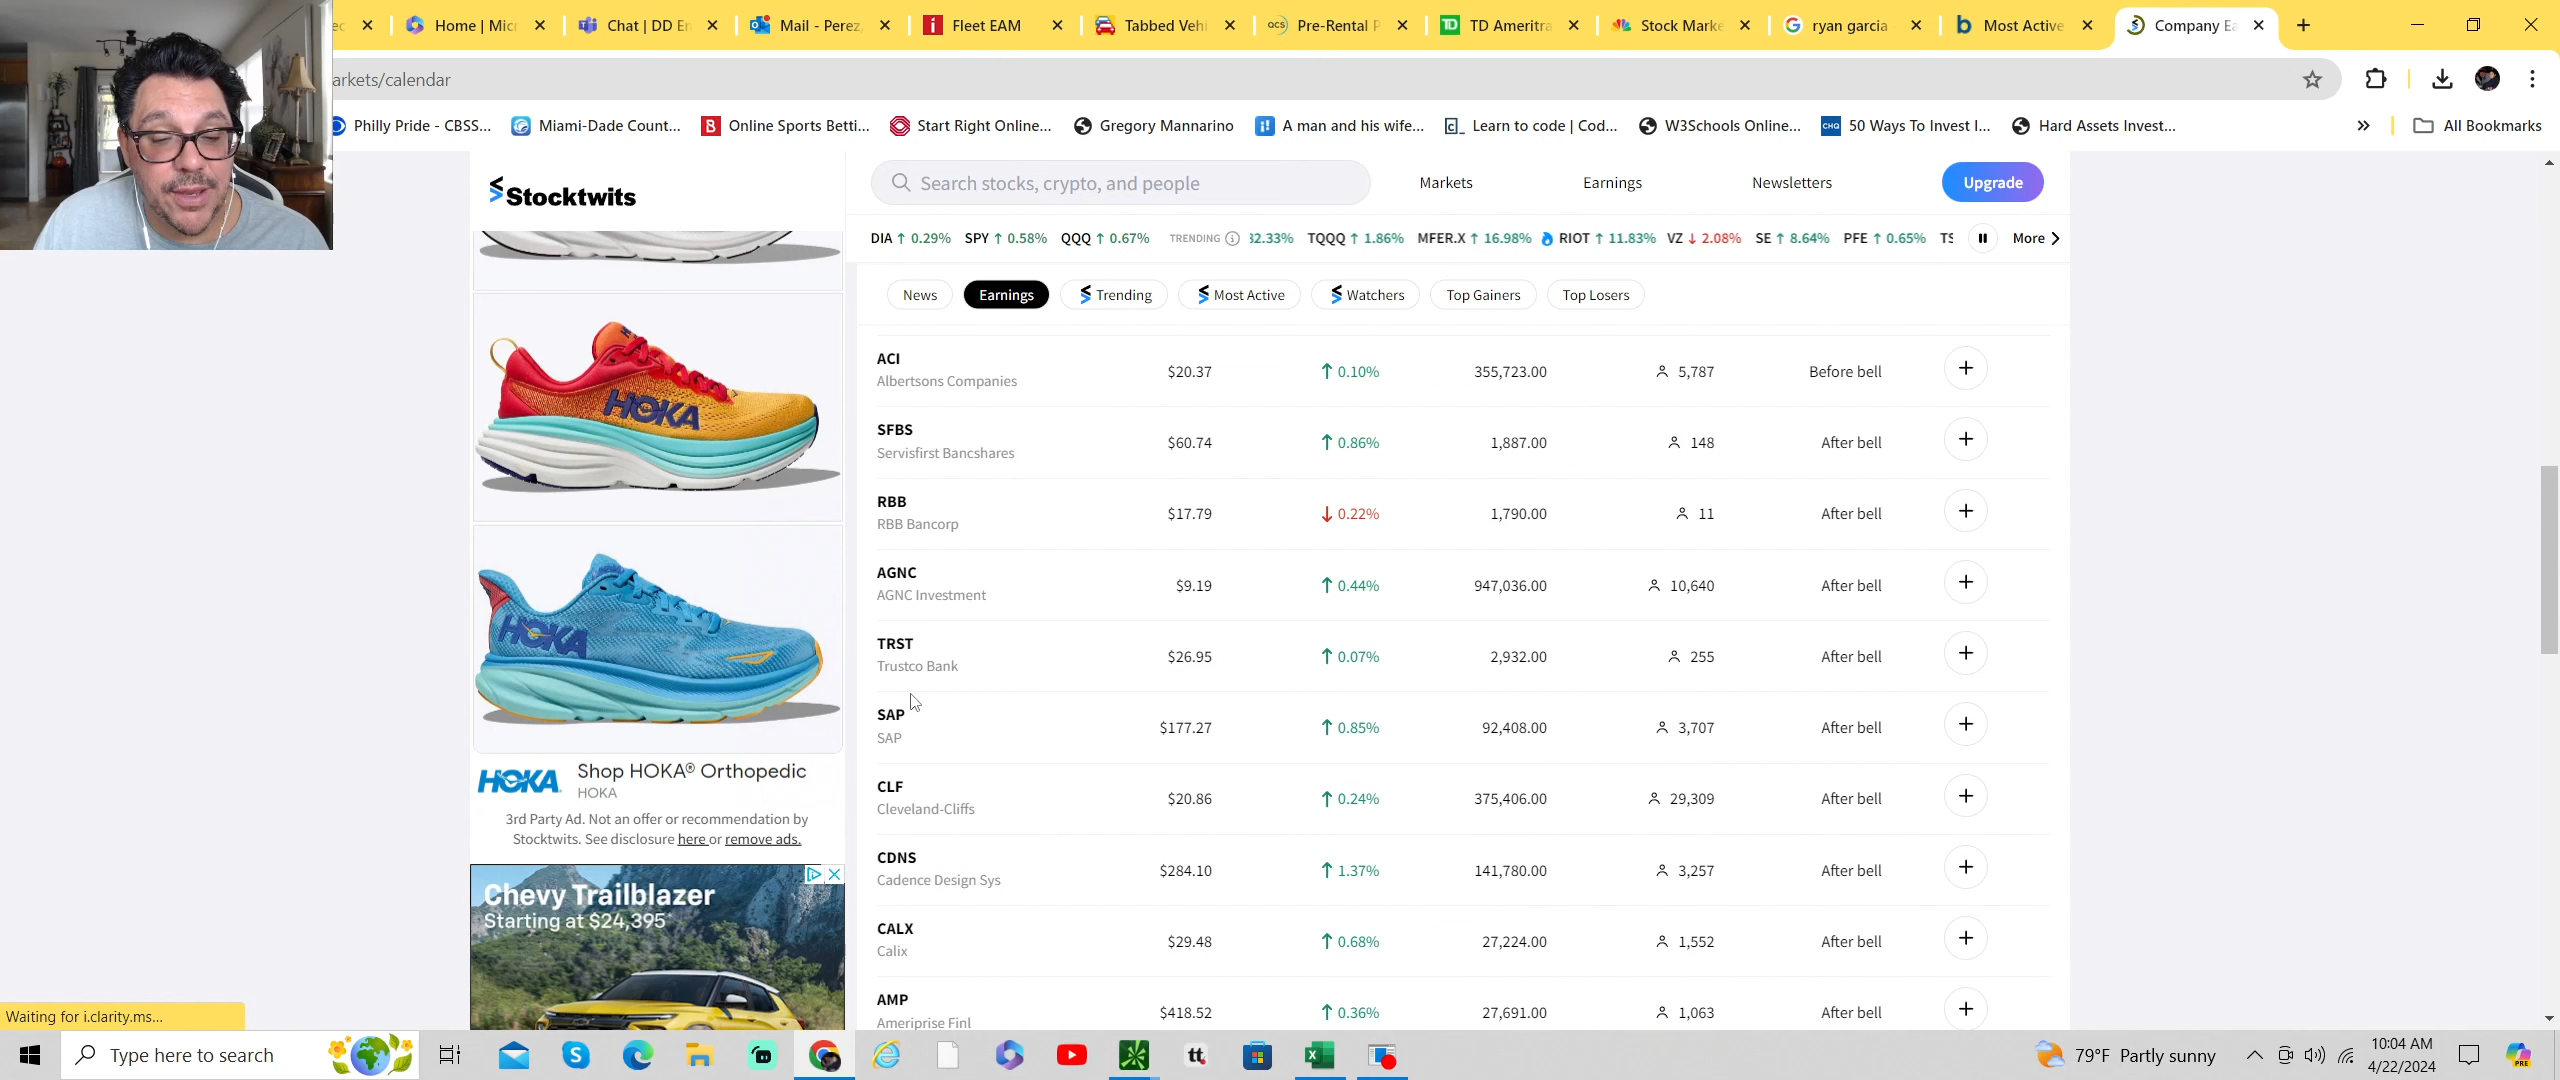 Home | Micr
Chat | DD En
Mail - Perez,
Fleet EAM
Tabbed Vehi
Pre-Rental P
TD Ameritra
Stock Marke
ryan garcia
Most Active
Company Ea
arkets/calendar
Philly Pride - CBSS...
Miami-Dade Count...
Online Sports Betti...
Start Right Online...
Gregory Mannarino
A man and his wife...
Learn to code | Cod...
W3Schools Online...
50 Ways To Invest I...
Hard Assets Invest...
All Bookmarks
Stocktwits
Search stocks, crypto, and people
Markets
Earnings
Newsletters
Upgrade
DIA ↑ 0.29% SPY ↑ 0.58% QQQ ↑ 0.67% TRENDING 32.33% TQQQ ↑ 1.86% MFER.X ↑ 16.98% RIOT ↑ 11.83% VZ ↓ 2.08% SE ↑ 8.64% PFE ↑ 0.65% TS More
News Earnings Trending Most Active Watchers Top Gainers Top Losers
ACI
Albertsons Companies
$20.37 ↑ 0.10% 355,723.00 5,787 Before bell +
SFBS
Servisfirst Bancshares
$60.74 ↑ 0.86% 1,887.00 148 After bell +
RBB
RBB Bancorp
$17.79 ↓ 0.22% 1,790.00 11 After bell +
AGNC
AGNC Investment
$9.19 ↑ 0.44% 947,036.00 10,640 After bell +
TRST
Trustco Bank
$26.95 ↑ 0.07% 2,932.00 255 After bell +
SAP
SAP
$177.27 ↑ 0.85% 92,408.00 3,707 After bell +
CLF
Cleveland-Cliffs
$20.86 ↑ 0.24% 375,406.00 29,309 After bell +
CDNS
Cadence Design Sys
$284.10 ↑ 1.37% 141,780.00 3,257 After bell +
CALX
Calix
$29.48 ↑ 0.68% 27,224.00 1,552 After bell +
AMP
Ameriprise Finl
$418.52 ↑ 0.36% 27,691.00 1,063 After bell +
HOKA
HOKA
HOKA
Shop HOKA® Orthopedic
HOKA
3rd Party Ad. Not an offer or recommendation by
Stocktwits. See disclosure here or remove ads.
Chevy Trailblazer
Starting at $24,395
Waiting for i.clarity.ms...
Type here to search
79°F Partly sunny
10:04 AM
4/22/2024